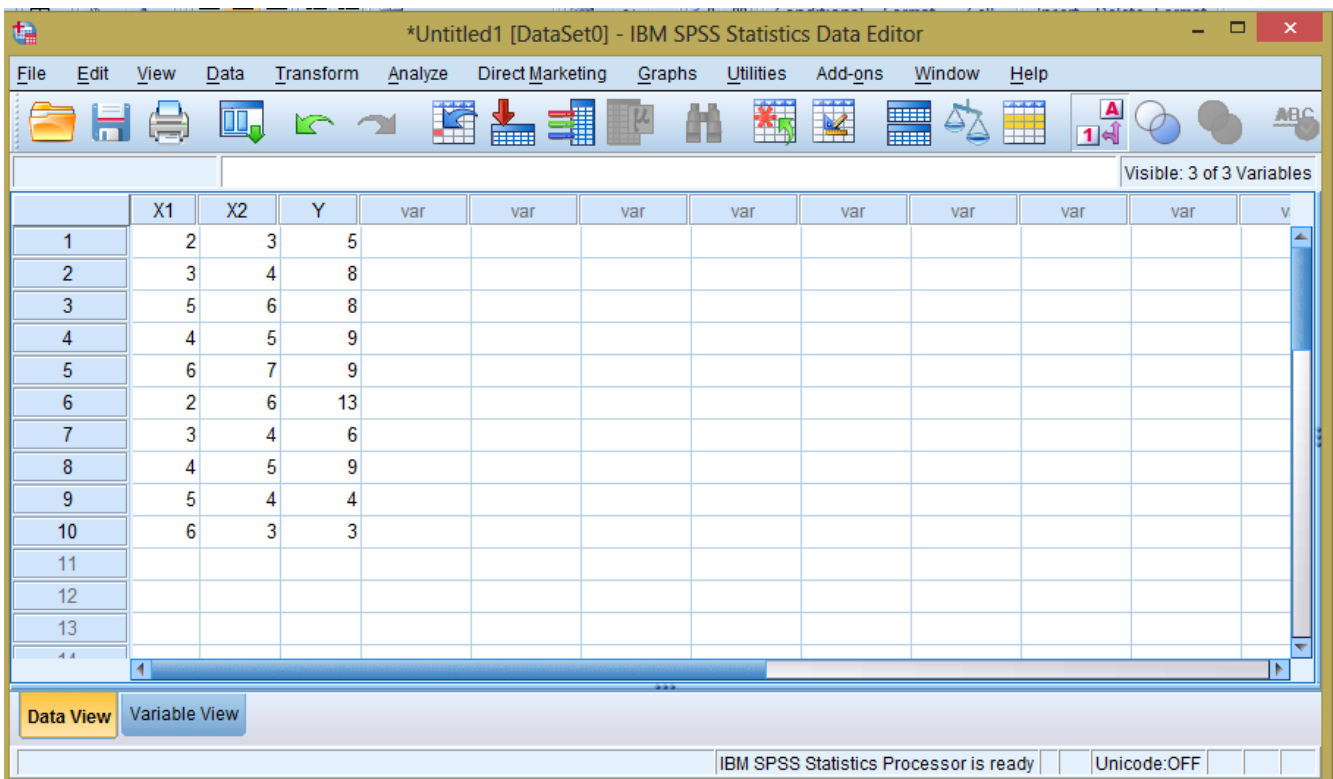 *Untitled1 [DataSet0] - IBM SPSS Statistics Data Editor
File Edit View Data Transform Analyze Direct Marketing Graphs Utilities Add-ons Window Help
A
1
μ
ABC
Visible: 3 of 3 Variables
X1 X2 Y var var var var var var var var
1 2 3 5
2 3 4 8
3 5 6 8
4 4 5 9
5 6 7 9
6 2 6 13
7 3 4 6
8 4 5 9
9 5 4 4
10 6 3 3
11
12
13
Data View Variable View
IBM SPSS Statistics Processor is ready Unicode:OFF